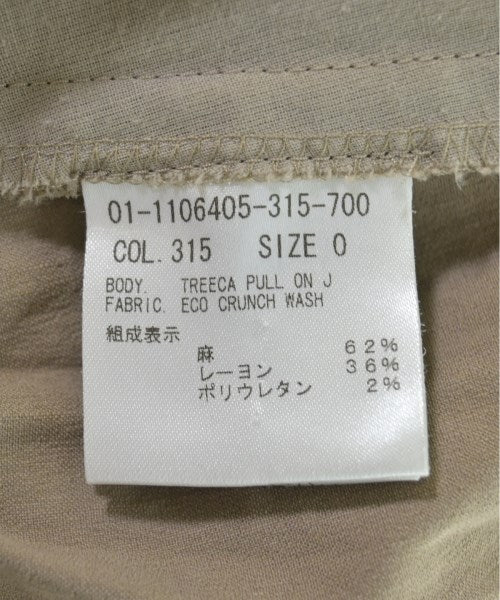 01-1106405-315-700
COL. 315 SIZE 0
BODY. TREECA PULL ON J
FABRIC. ECO CRUNCH WASH
組成表示
麻 62%
レーヨン 36%
ポリウレタン 2%